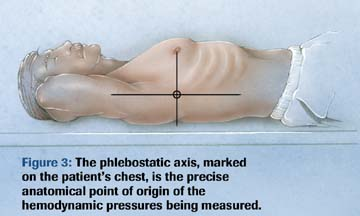 Figure 3: The phlebostatic axis, marked
on the patient's chest, is the precise
anatomical point of origin of the
hemodynamic pressures being measured.